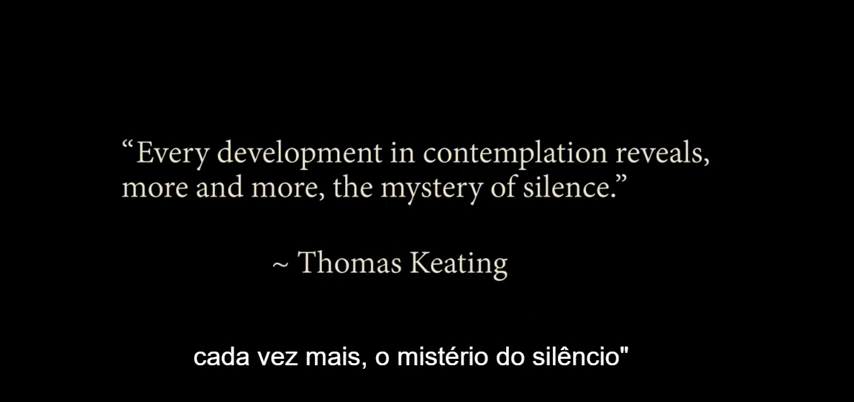 “Every development in contemplation reveals,
more and more, the mystery of silence.”
~ Thomas Keating
cada vez mais, o mistério do silêncio"